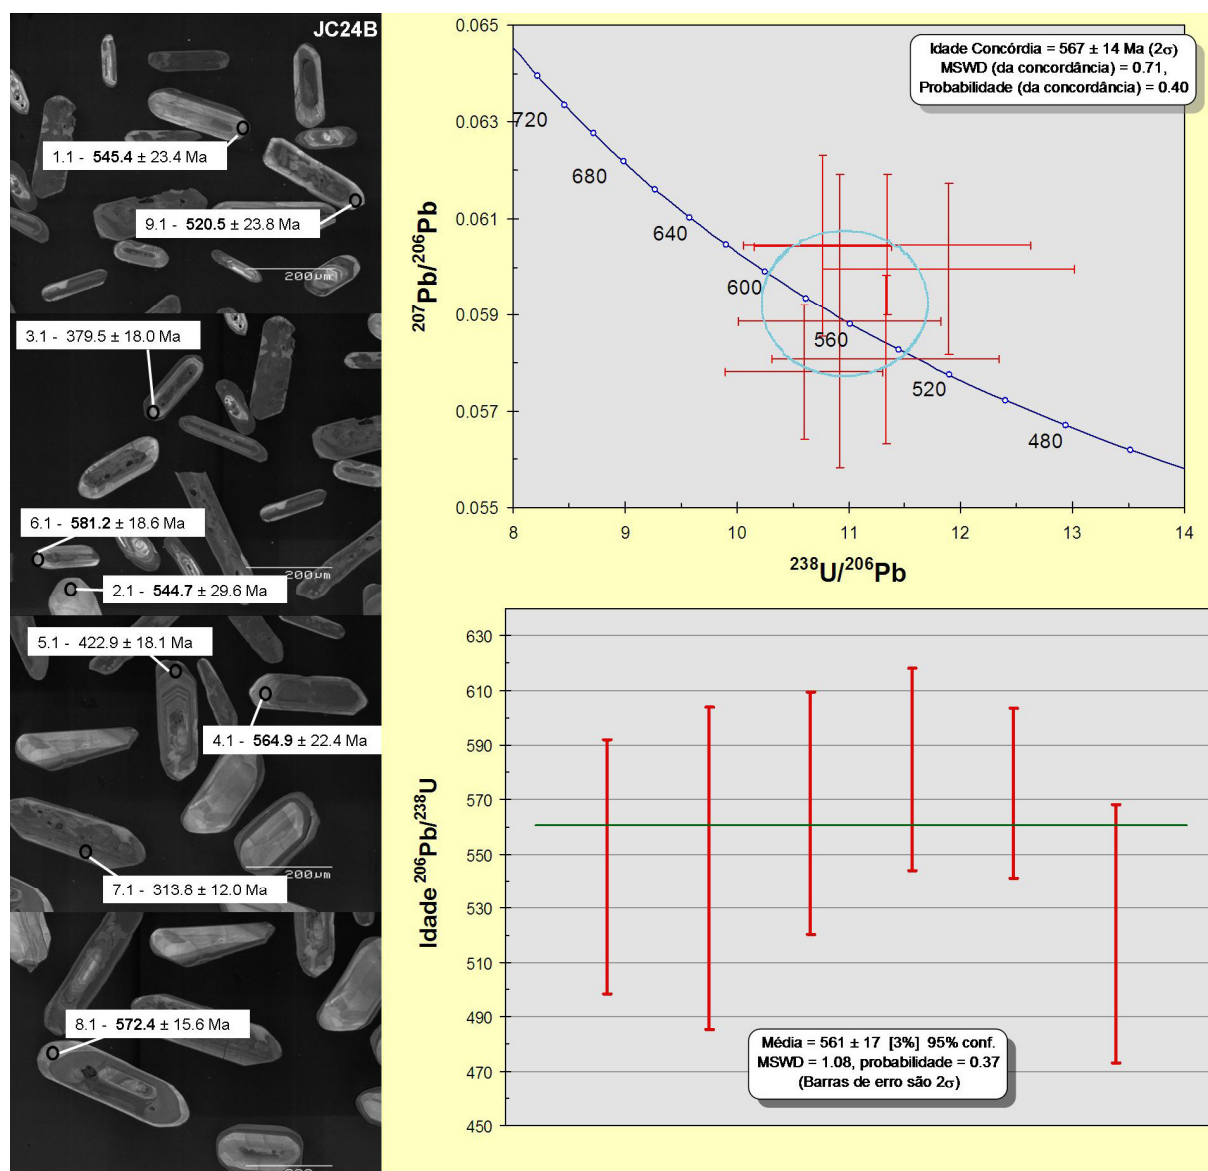 JC24B
1.1 - 545.4 ± 23.4 Ma
9.1 - 520.5 ± 23.8 Ma
200µm
3.1 - 379.5 ± 18.0 Ma
6.1 - 581.2 ± 18.6 Ma
200µm
2.1 - 544.7 ± 29.6 Ma
5.1 - 422.9 ± 18.1 Ma
4.1 - 564.9 ± 22.4 Ma
200µm
7.1 - 313.8 ± 12.0 Ma
8.1 - 572.4 ± 15.6 Ma
0.065
0.063
0.061
0.059
0.057
0.055
²⁰⁷Pb/²⁰⁶Pb
Idade Concórdia = 567 ± 14 Ma (2σ)
MSWD (da concordância) = 0.71,
Probabilidade (da concordância) = 0.40
720
680
640
600
560
520
480
8 9 10 11 12 13 14
²³⁸U/²⁰⁶Pb
630
610
590
570
550
530
510
490
470
450
Idade ²⁰⁶Pb/²³⁸U
Média = 561 ± 17 [3%] 95% conf.
MSWD = 1.08, probabilidade = 0.37
(Barras de erro são 2σ)